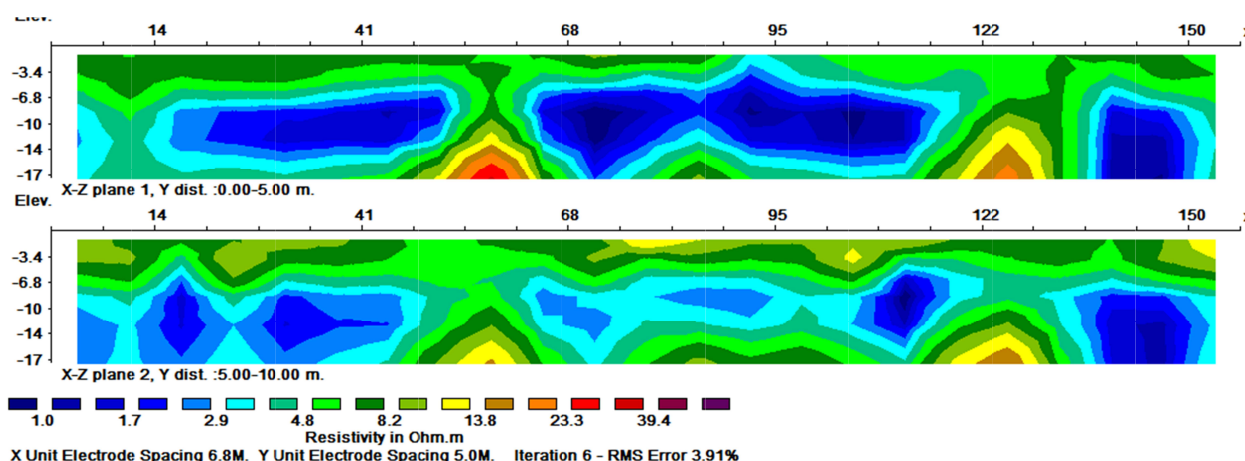 Elev.
14 41 68 95 122 150 x
-3.4
-6.8
-10
-14
-17
X-Z plane 1, Y dist. :0.00-5.00 m.
Elev.
14 41 68 95 122 150
-3.4
-6.8
-10
-14
-17
X-Z plane 2, Y dist. :5.00-10.00 m.
1.0 1.7 2.9 4.8 8.2 13.8 23.3 39.4
Resistivity in Ohm.m
X Unit Electrode Spacing 6.8M. Y Unit Electrode Spacing 5.0M. Iteration 6 - RMS Error 3.91%